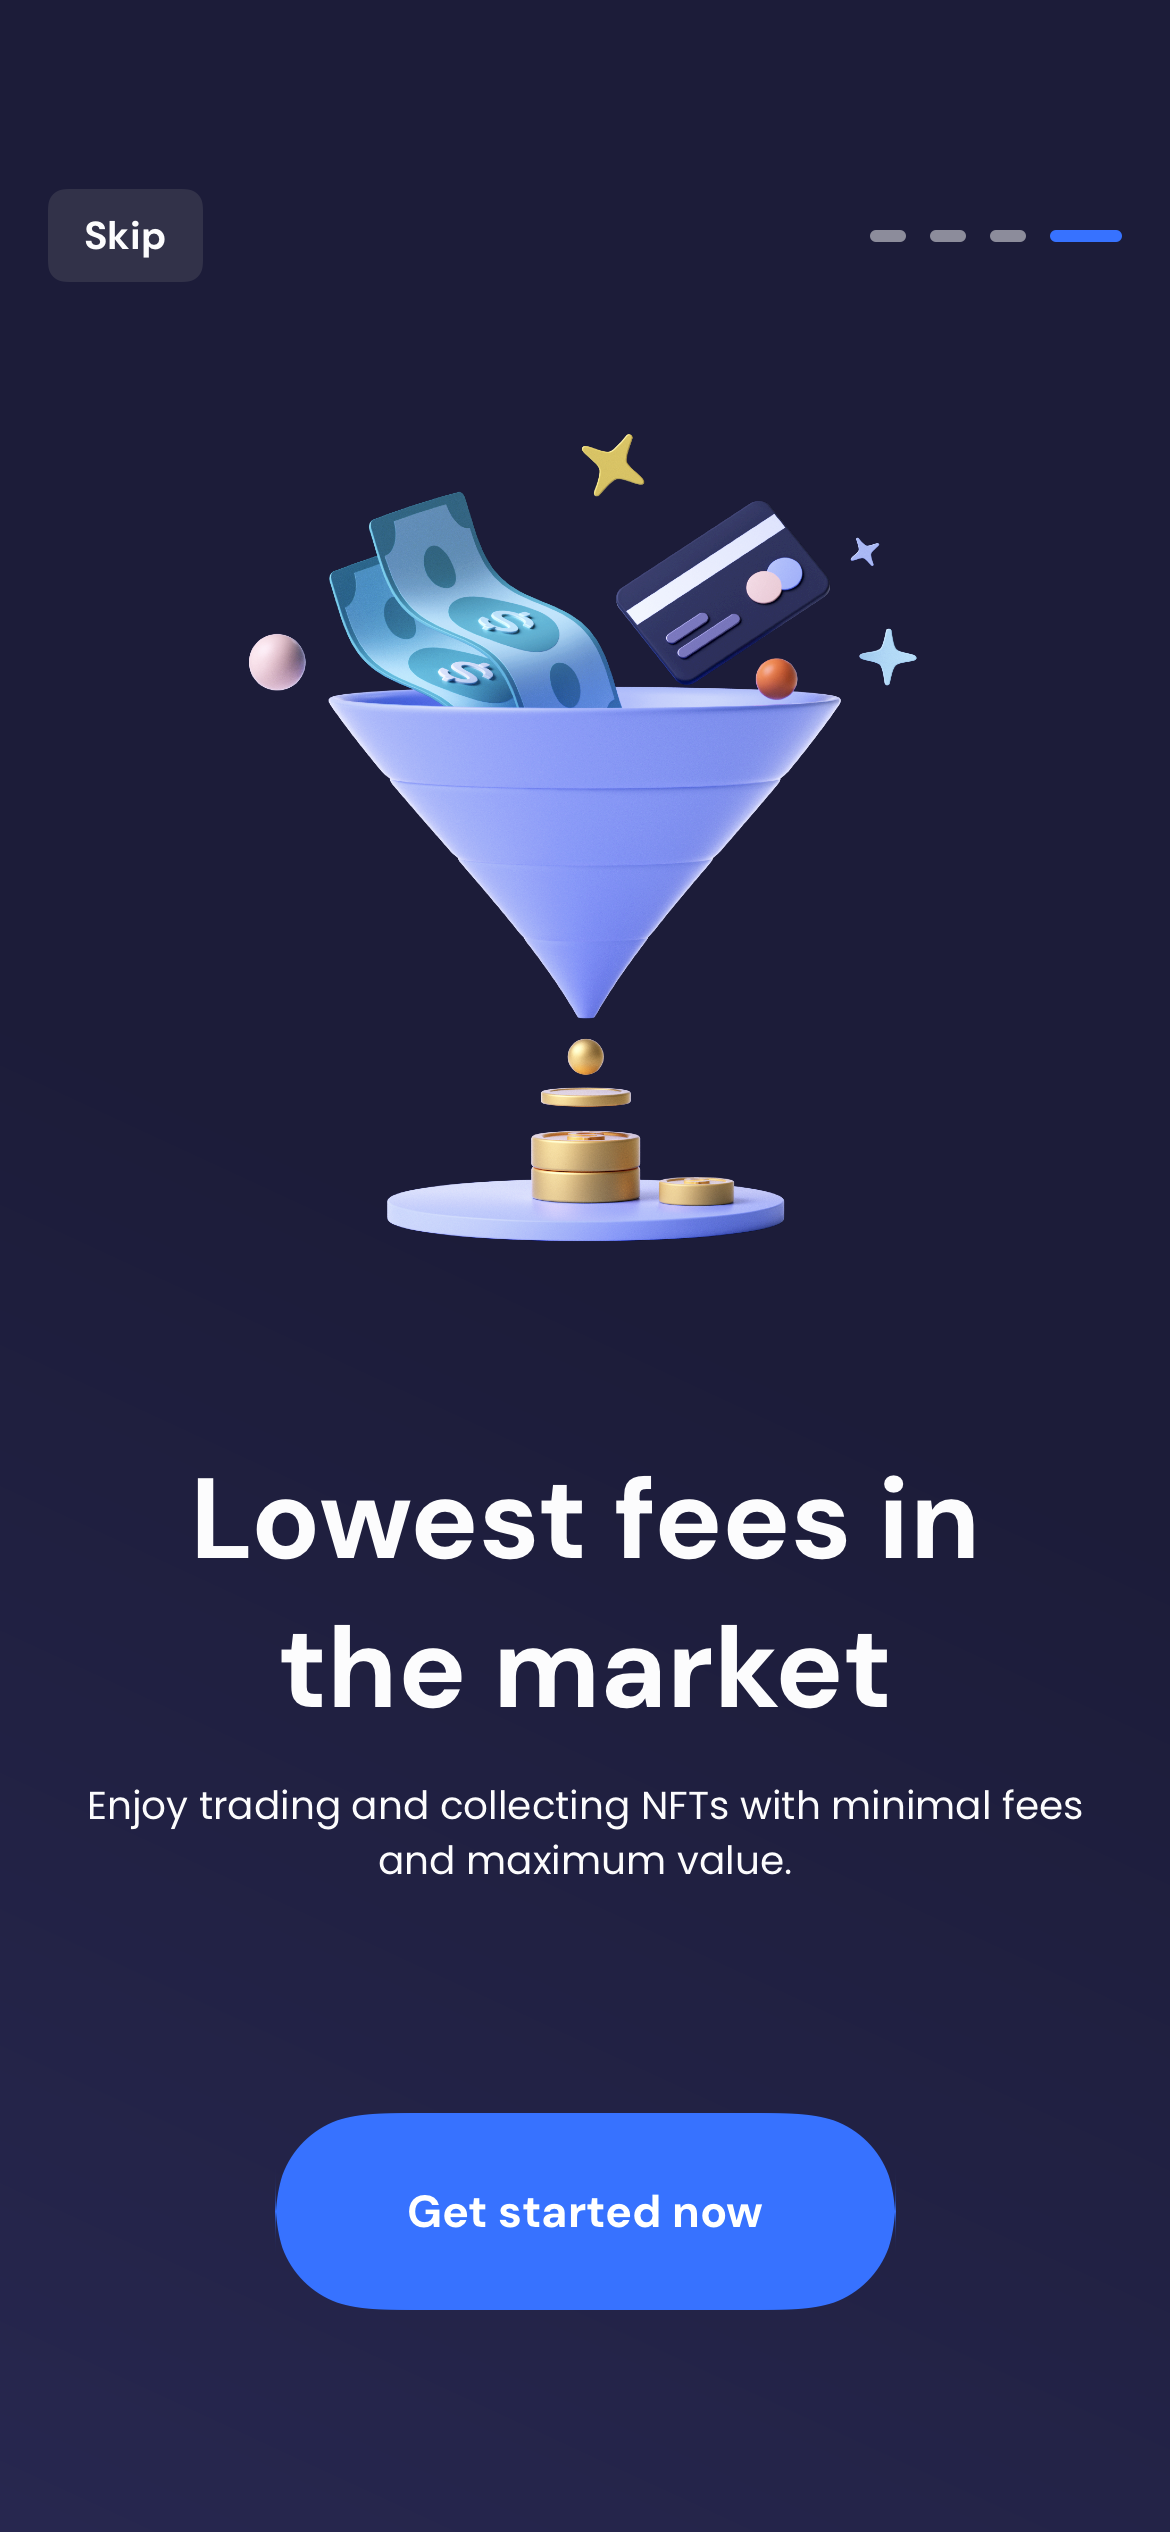 Skip
Lowest fees in
the market
Enjoy trading and collecting NFTs with minimal fees
and maximum value.
Get started now